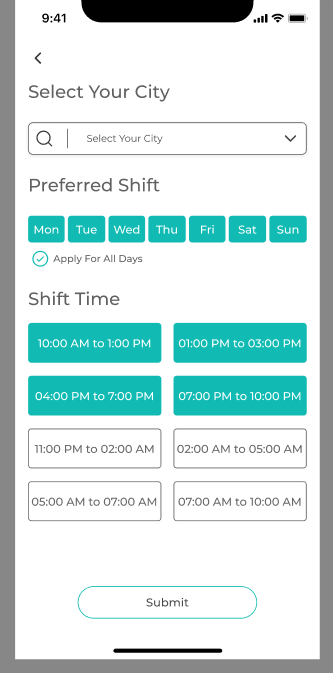 9:41
Select Your City
Select Your City
Preferred Shift
Mon Tue Wed Thu Fri Sat Sun
Apply For All Days
Shift Time
10:00 AM to 1:00 PM 01:00 PM to 03:00 PM
04:00 PM to 7:00 PM 07:00 PM to 10:00 PM
11:00 PM to 02:00 AM 02:00 AM to 05:00 AM
05:00 AM to 07:00 AM 07:00 AM to 10:00 AM
Submit